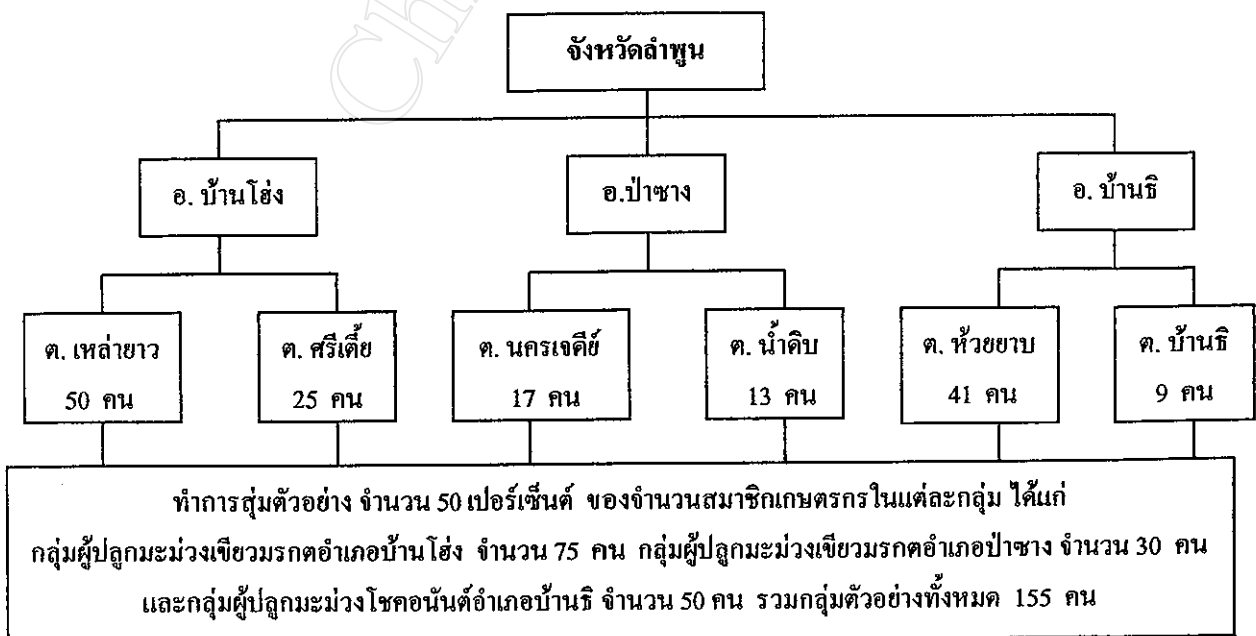 จังหวัดลำพูน
อ. บ้านโฮ่ง
อ.ป่าซาง
อ. บ้านธิ
ต. เหล่ายาว
50 คน
ต. ศรีเตี้ย
25 คน
ต. นครเจดีย์
17 คน
ต. น้ำดิบ
13 คน
ต. ห้วยยาบ
41 คน
ต. บ้านธิ
9 คน
ทำการสุ่มตัวอย่าง จำนวน 50 เปอร์เซ็นต์ ของจำนวนสมาชิกเกษตรกรในแต่ละกลุ่ม ได้แก่
กลุ่มผู้ปลูกมะม่วงเขียวมรกตอำเภอบ้านโฮ่ง จำนวน 75 คน กลุ่มผู้ปลูกมะม่วงเขียวมรกตอำเภอป่าซาง จำนวน 30 คน
และกลุ่มผู้ปลูกมะม่วงโชคอนันต์อำเภอบ้านธิ จำนวน 50 คน รวมกลุ่มตัวอย่างทั้งหมด 155 คน